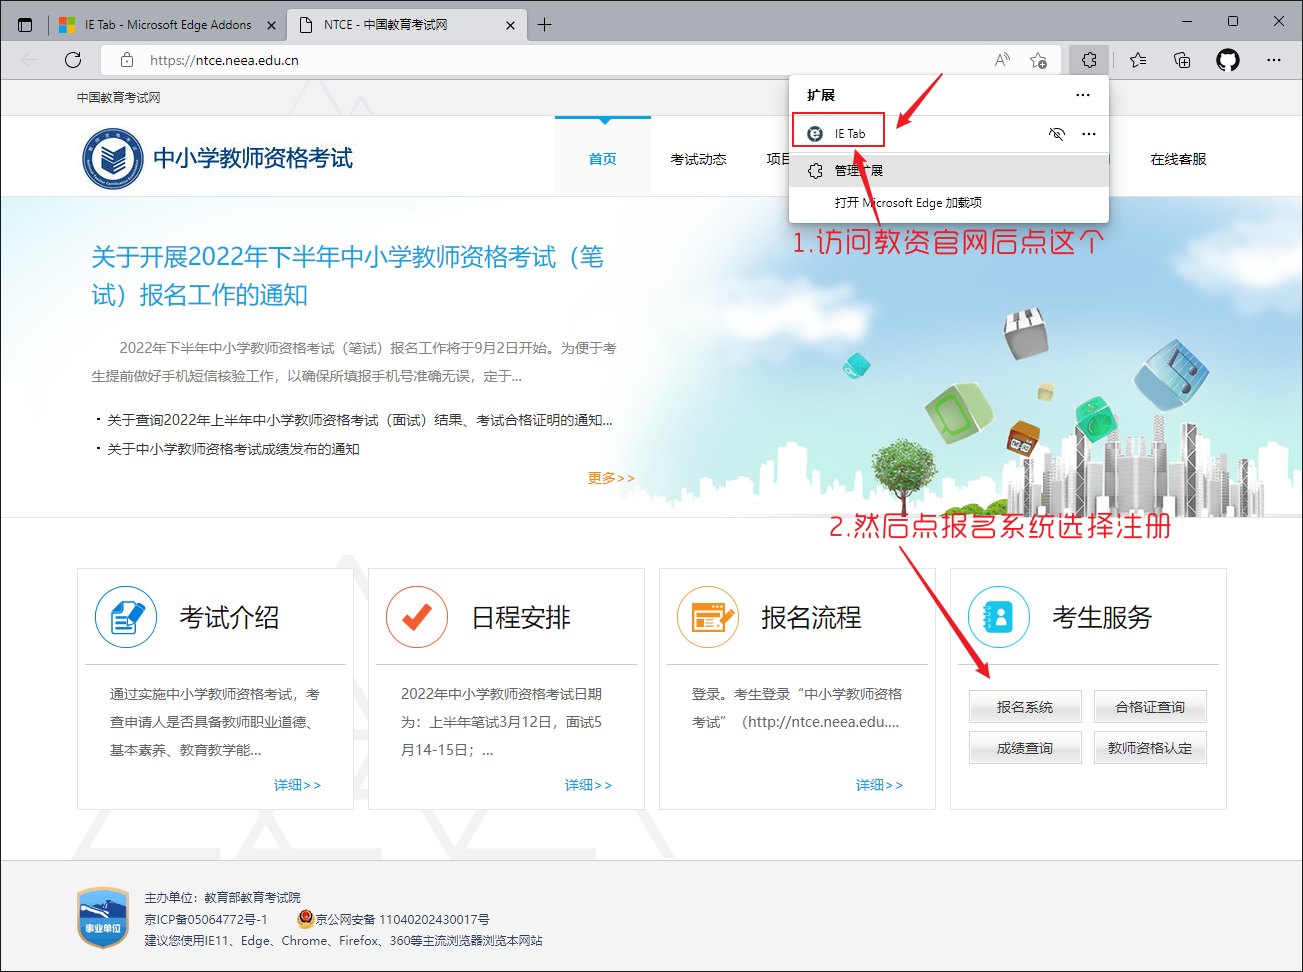 IE Tab - Microsoft Edge Addons
NTCE - 中国教育考试网
https://ntce.neea.edu.cn
中国教育考试网
扩展
IE Tab
管理扩展
打开 Microsoft Edge 加载项
中小学教师资格考试
首页
考试动态
项目
在线客服
1.访问教资官网后点这个
关于开展2022年下半年中小学教师资格考试（笔
试）报名工作的通知
2022年下半年中小学教师资格考试（笔试）报名工作将于9月2日开始。为便于考
生提前做好手机短信核验工作，以确保所填报手机号准确无误，定于...
· 关于查询2022年上半年中小学教师资格考试（面试）结果、考试合格证明的通知...
· 关于中小学教师资格考试成绩发布的通知
更多>>
2.然后点报名系统选择注册
考试介绍
通过实施中小学教师资格考试，考
查申请人是否具备教师职业道德、
基本素养、教育教学能...
详细>>
日程安排
2022年中小学教师资格考试日期
为：上半年笔试3月12日，面试5
月14-15日；...
详细>>
报名流程
登录。考生登录“中小学教师资格
考试”（http://ntce.neea.edu....
详细>>
考生服务
报名系统
合格证查询
成绩查询
教师资格认定
事业单位
主办单位：教育部教育考试院
京ICP备05064772号-1
京公网安备 11040202430017号
建议您使用IE11、Edge、Chrome、Firefox、360等主流浏览器浏览本网站